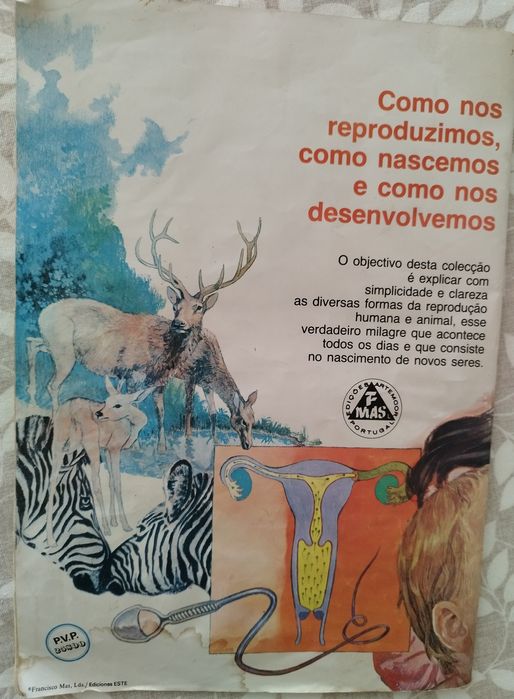 Como nos
reproduzimos,
como nascemos
e como nos
desenvolvemos
O objectivo desta colecção
é explicar com
simplicidade e clareza
as diversas formas da reprodução
humana e animal, esse
verdadeiro milagre que acontece
todos os dias e que consiste
no nascimento de novos seres.
EDIÇÕES ARTEMCON
F
MAS
PORTUGAL
P.V.P.
©Francisco Mas, Lda./Ediciones ESTE